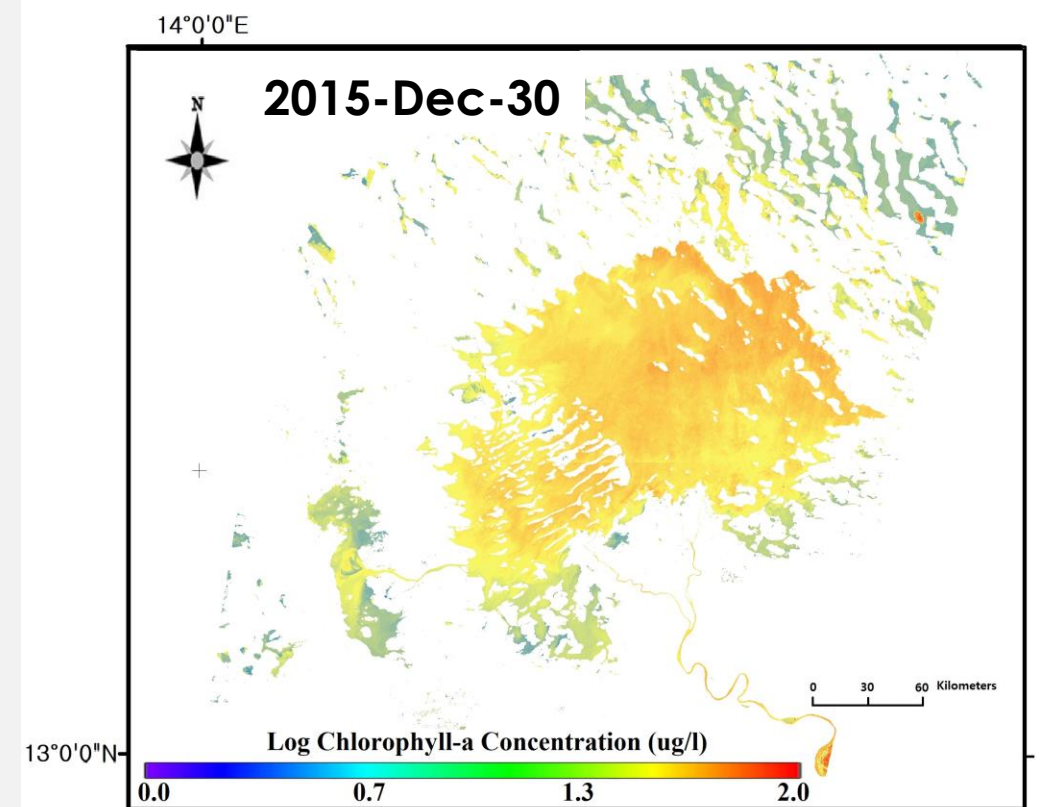 14°0'0"E
2015-Dec-30
N
0 30 60 Kilometers
13°0'0"N
Log Chlorophyll-a Concentration (ug/l)
0.0 0.7 1.3 2.0